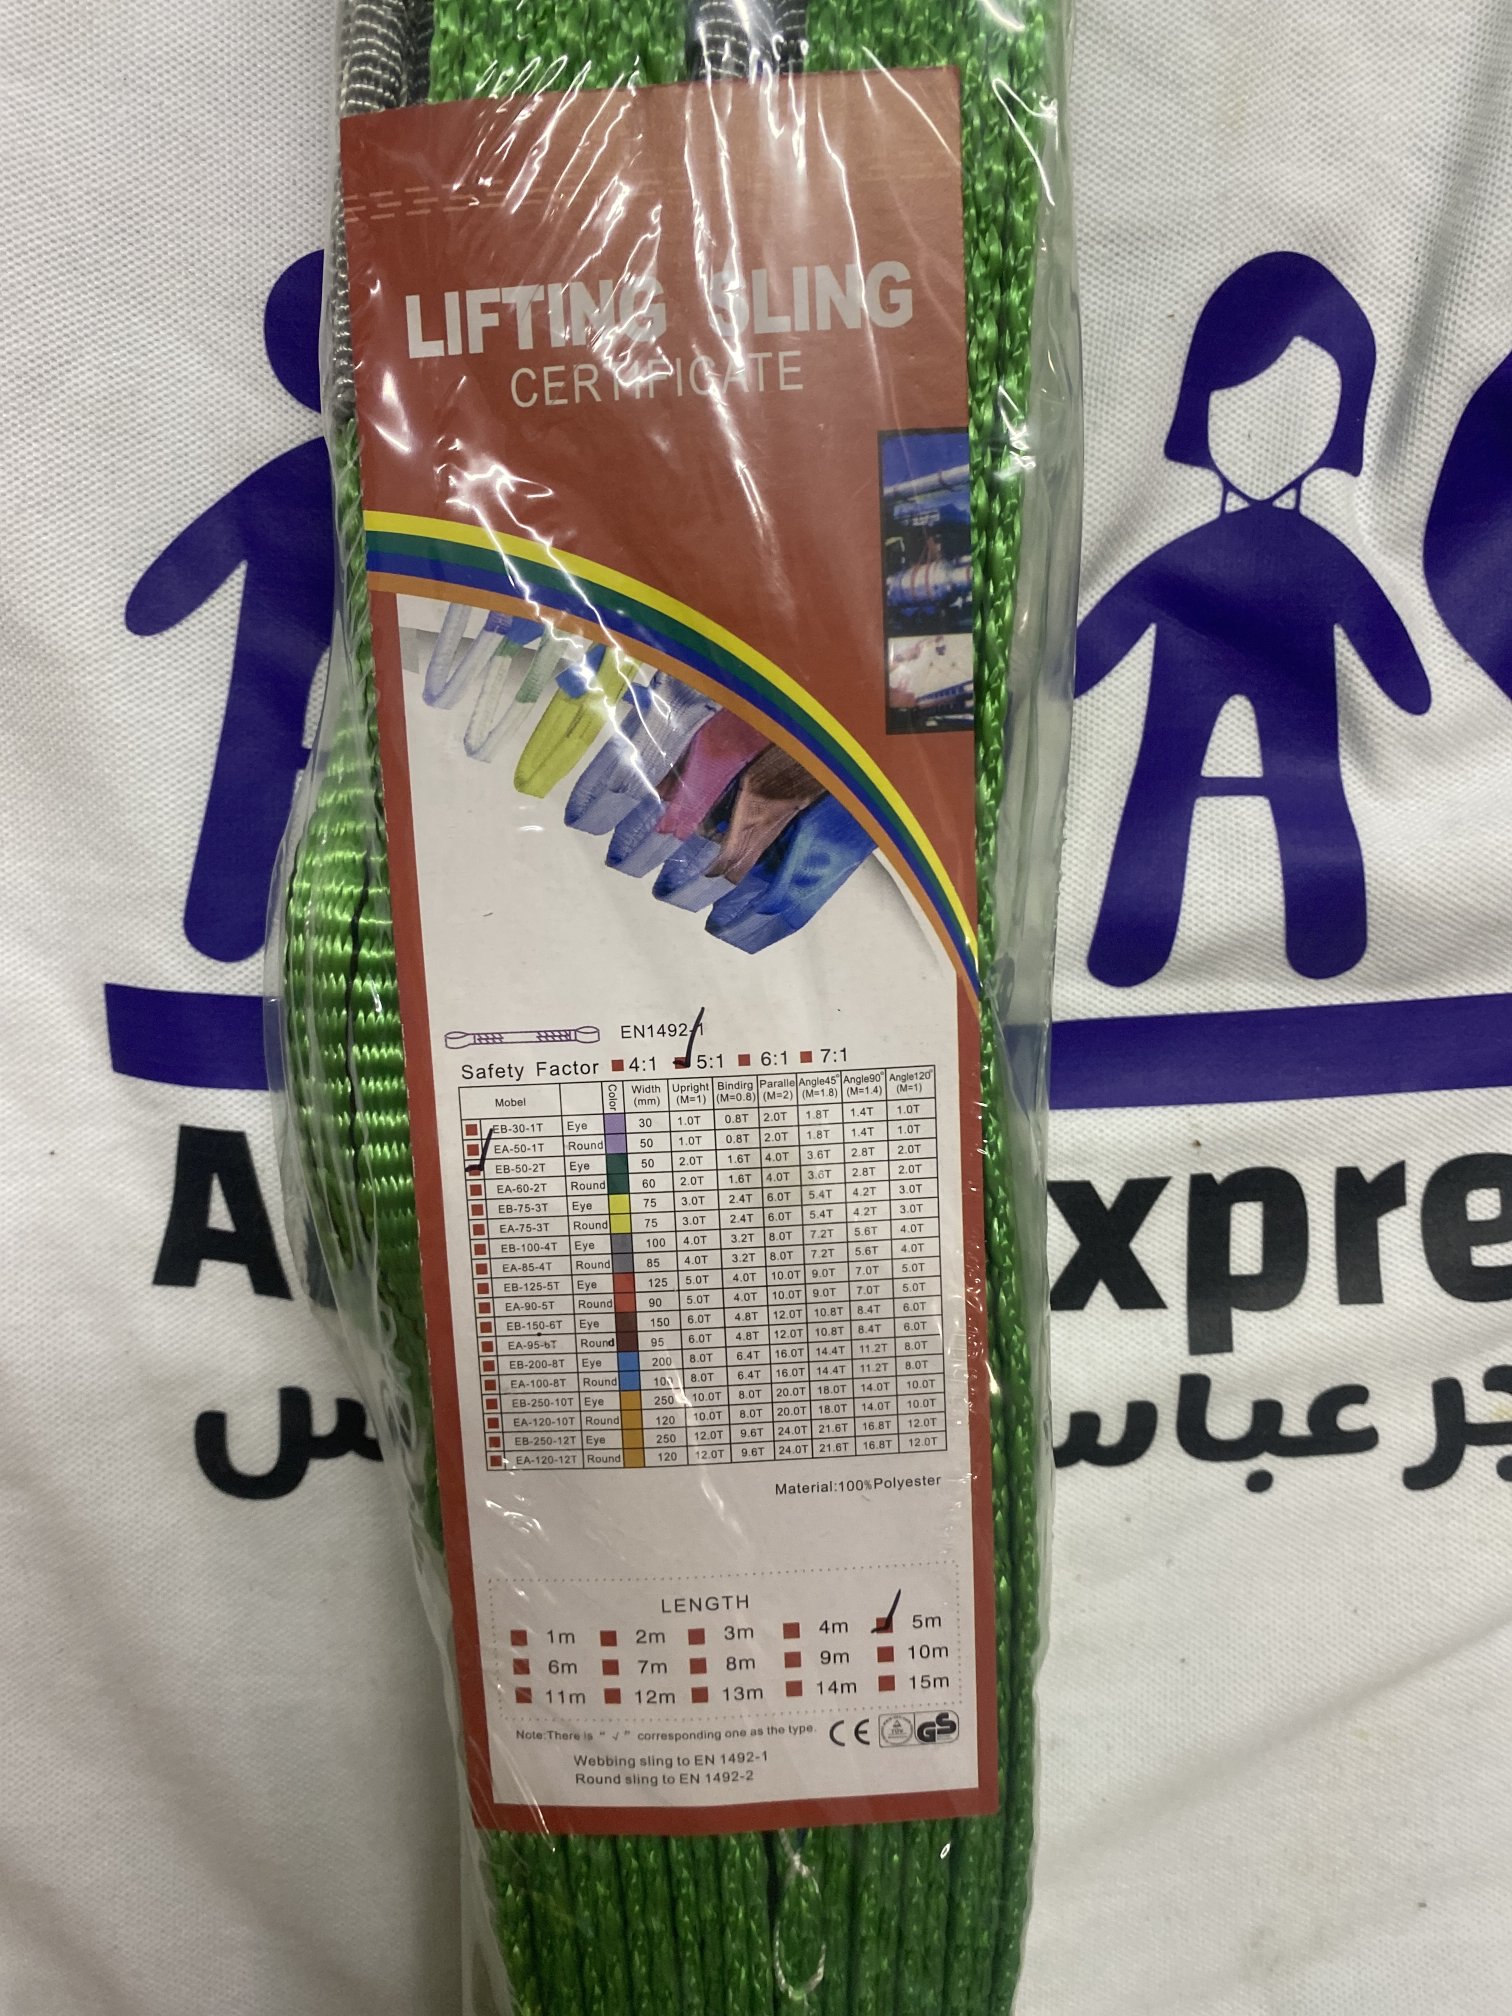 LIFTING SLING
CERTIFICATE
EN1492-1
Safety Factor 4:1 5:1 6:1 7:1
Mobel Color Width (mm) Upright (M=1) Bindirg (M=0.8) Paralle (M=2) Angle45° (M=1.8) Angle90° (M=1.4) Angle120° (M=1)
EB-30-1T Eye 30 1.0T 0.8T 2.0T 1.8T 1.4T 1.0T
EA-50-1T Round 50 1.0T 0.8T 2.0T 1.8T 1.4T 1.0T
EB-50-2T Eye 50 2.0T 1.6T 4.0T 3.6T 2.8T 2.0T
EA-60-2T Round 60 2.0T 1.6T 4.0T 3.6T 2.8T 2.0T
EB-75-3T Eye 75 3.0T 2.4T 6.0T 5.4T 4.2T 3.0T
EA-75-3T Round 75 3.0T 2.4T 6.0T 5.4T 4.2T 3.0T
EB-100-4T Eye 100 4.0T 3.2T 8.0T 7.2T 5.6T 4.0T
EA-85-4T Round 85 4.0T 3.2T 8.0T 7.2T 5.6T 4.0T
EB-125-5T Eye 125 5.0T 4.0T 10.0T 9.0T 7.0T 5.0T
EA-90-5T Round 90 5.0T 4.0T 10.0T 9.0T 7.0T 5.0T
EB-150-6T Eye 150 6.0T 4.8T 12.0T 10.8T 8.4T 6.0T
EA-95-6T Round 95 6.0T 4.8T 12.0T 10.8T 8.4T 6.0T
EB-200-8T Eye 200 8.0T 6.4T 16.0T 14.4T 11.2T 8.0T
EA-100-8T Round 100 8.0T 6.4T 16.0T 14.4T 11.2T 8.0T
EB-250-10T Eye 250 10.0T 8.0T 20.0T 18.0T 14.0T 10.0T
EA-120-10T Round 120 10.0T 8.0T 20.0T 18.0T 14.0T 10.0T
EB-250-12T Eye 250 12.0T 9.6T 24.0T 21.6T 16.8T 12.0T
EA-120-12T Round 120 12.0T 9.6T 24.0T 21.6T 16.8T 12.0T
Material:100%Polyester
LENGTH
1m 2m 3m 4m 5m
6m 7m 8m 9m 10m
11m 12m 13m 14m 15m
Note:There is "√" corresponding one as the type. CE TÜV GS
Webbing sling to EN 1492-1
Round sling to EN 1492-2
A xpre
س جر عباس